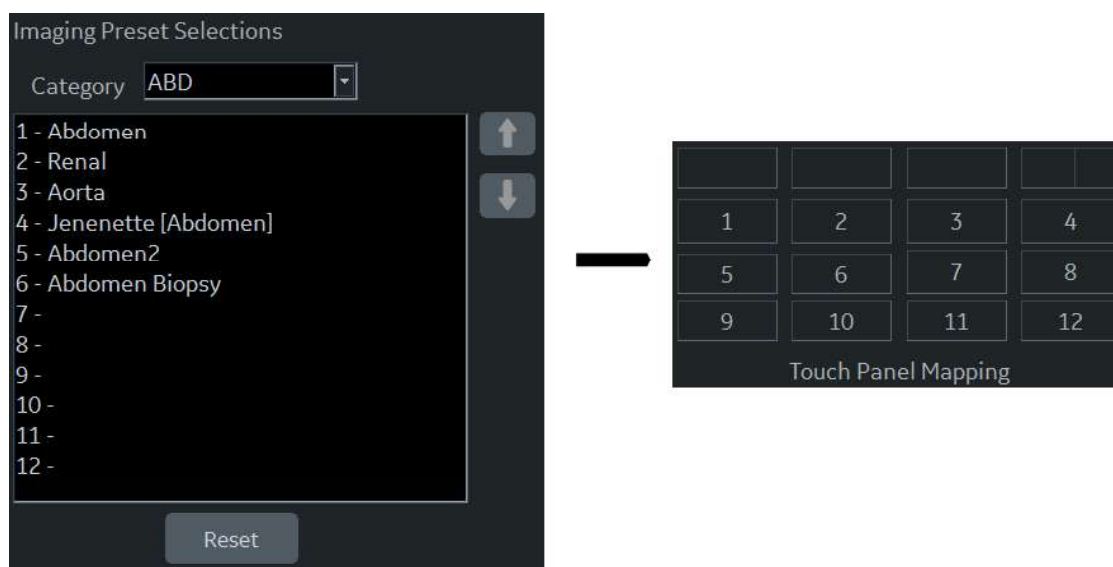 Imaging Preset Selections
Category ABD
1 - Abdomen
2 - Renal
3 - Aorta
4 - Jenenette [Abdomen]
5 - Abdomen2
6 - Abdomen Biopsy
7 -
8 -
9 -
10 -
11 -
12 -
Reset
1 2 3 4
5 6 7 8
9 10 11 12
Touch Panel Mapping